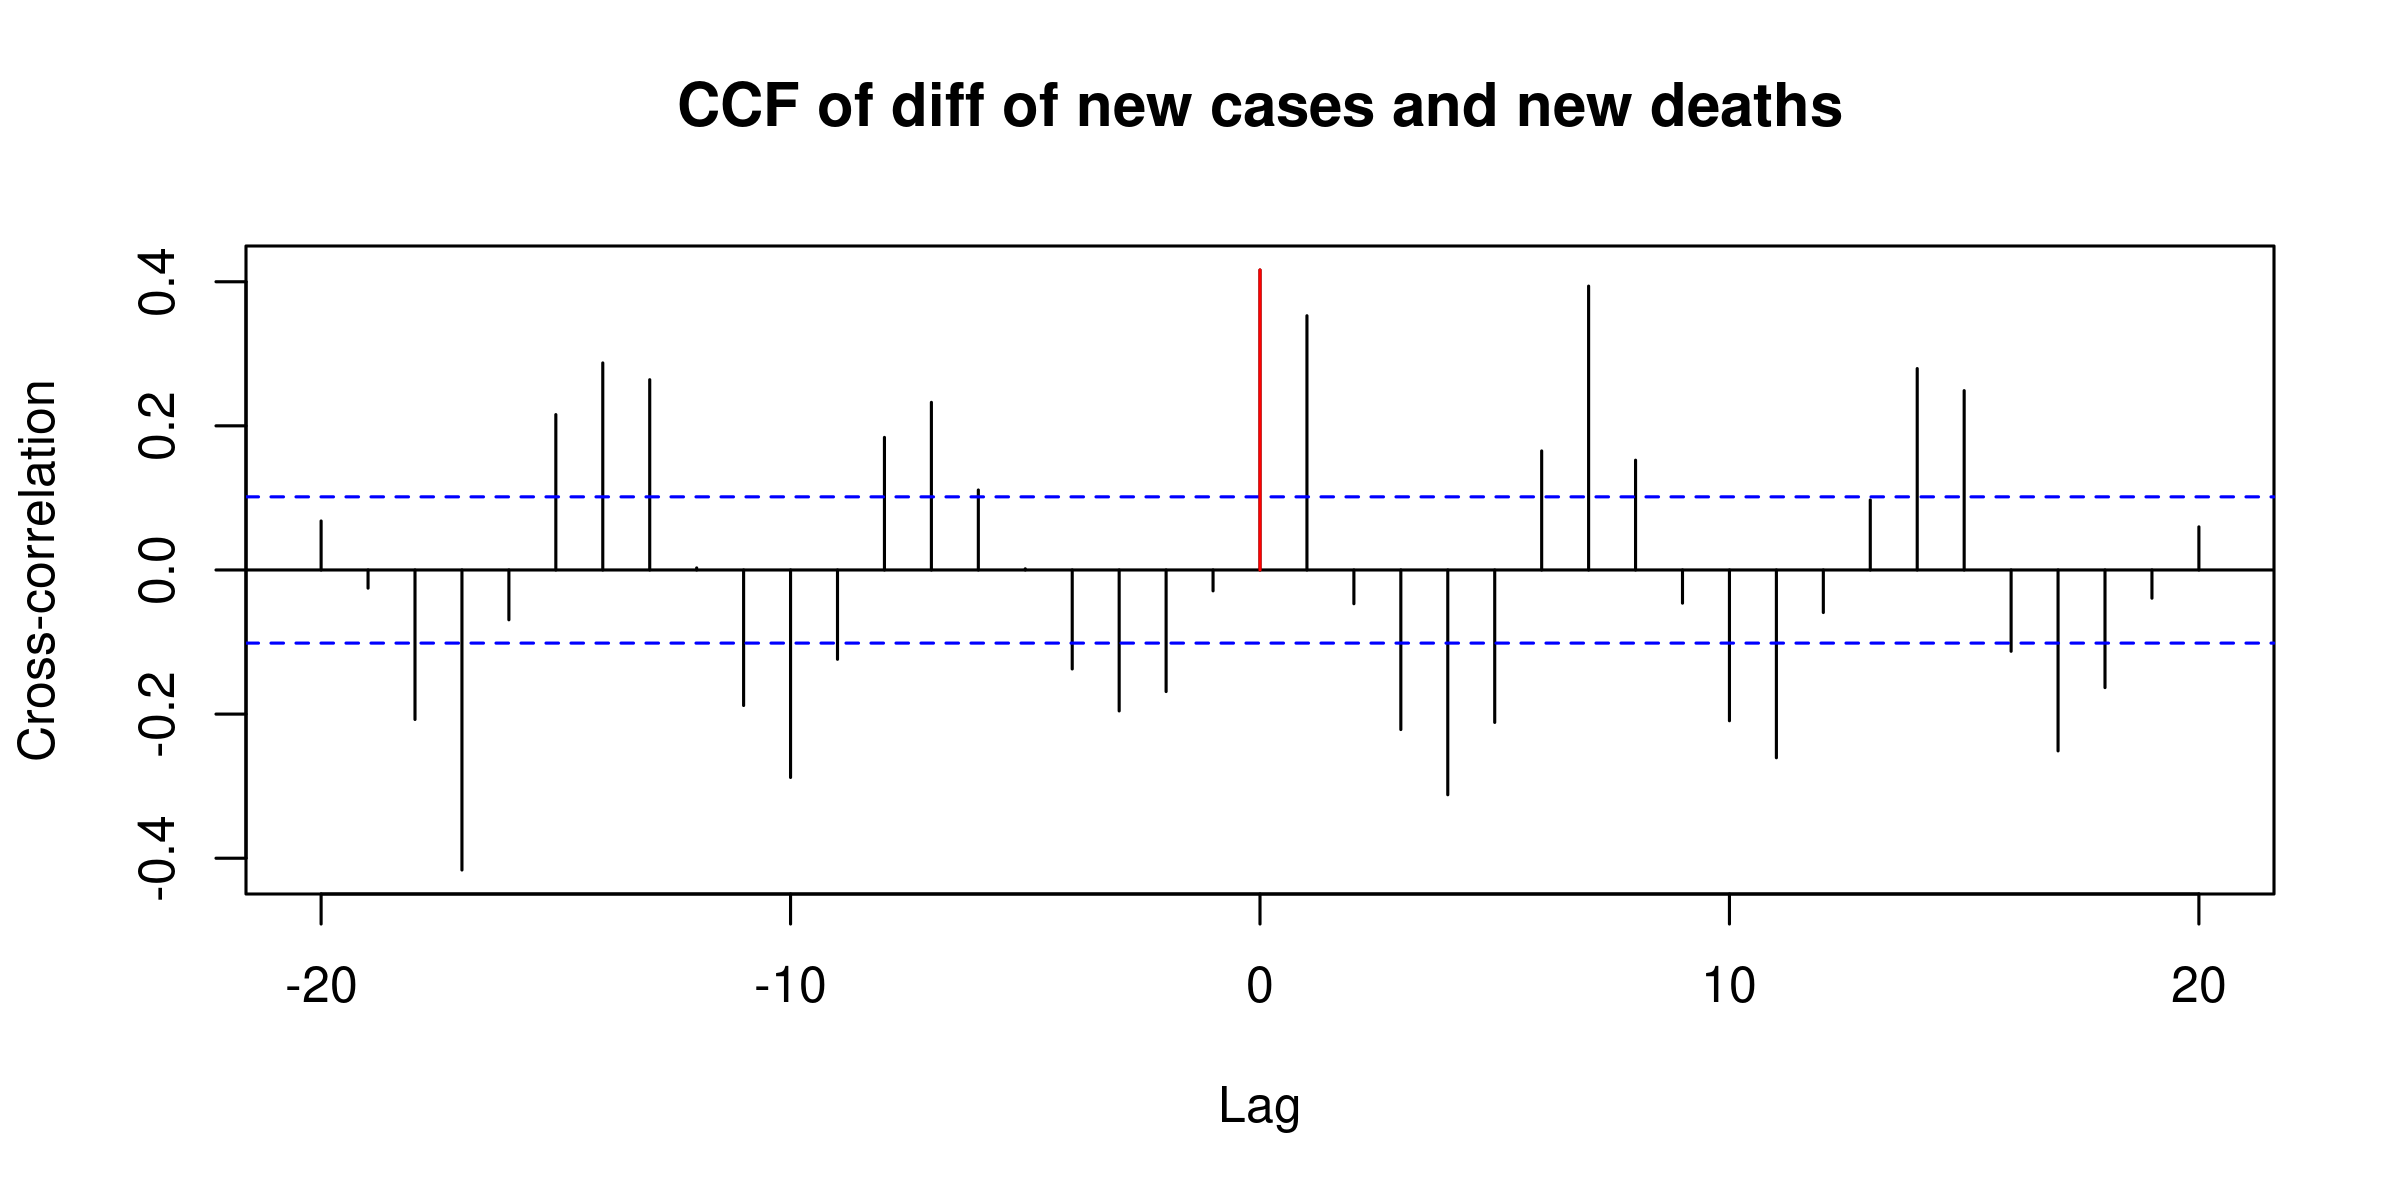 CCF of diff of new cases and new deaths
Cross-correlation
0.4
0.2
0.0
-0.2
-0.4
-20 -10 0 10 20
Lag